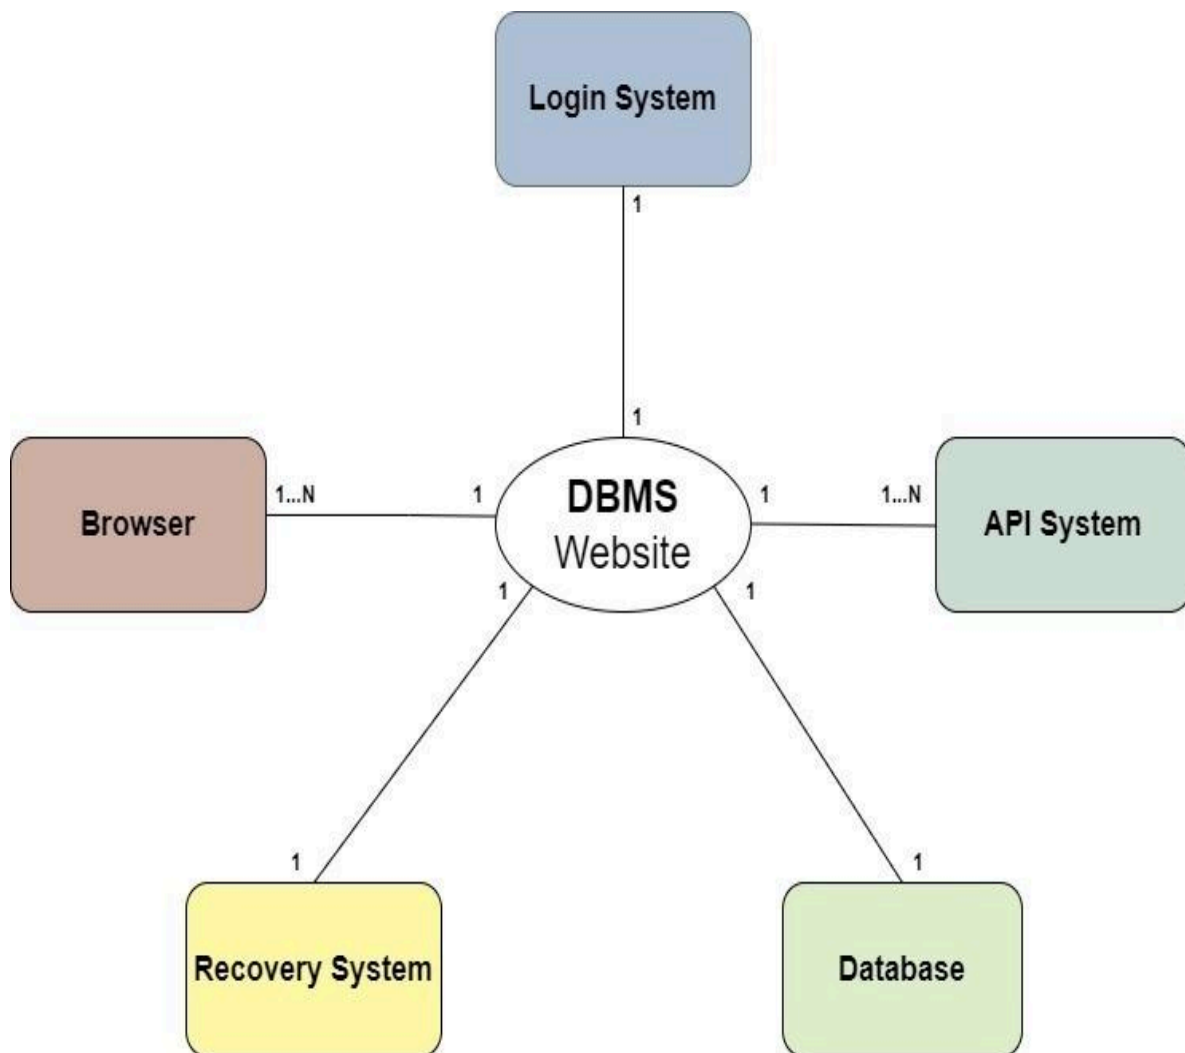 Login System
1
1
Browser
1...N
1
DBMS
Website
1
1...N
API System
1
1
1
1
Recovery System
Database